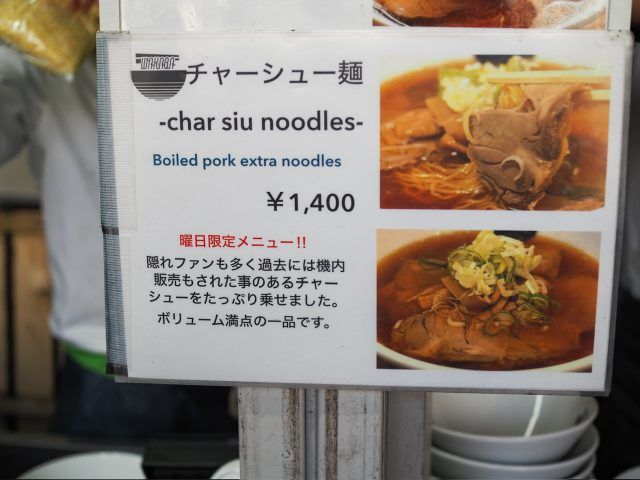 WAKABA
チャーシュー麺
-char siu noodles-
Boiled pork extra noodles
￥1,400
曜日限定メニュー!!
隠れファンも多く過去には機内
販売もされた事のあるチャー
シューをたっぷり乗せました。
ボリューム満点の一品です。